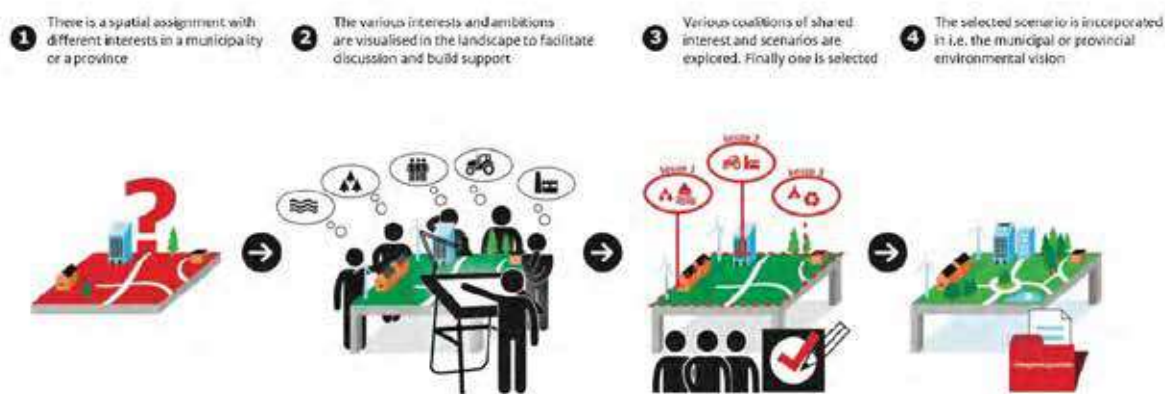 1
There is a spatial assignment with
different interests in a municipality
or a province
2
The various interests and ambitions
are visualised in the landscape to facilitate
discussion and build support
3
Various coalitions of shared
interest and scenarios are
explored. Finally one is selected
4
The selected scenario is incorporated
in i.e. the municipal or provincial
environmental vision
?